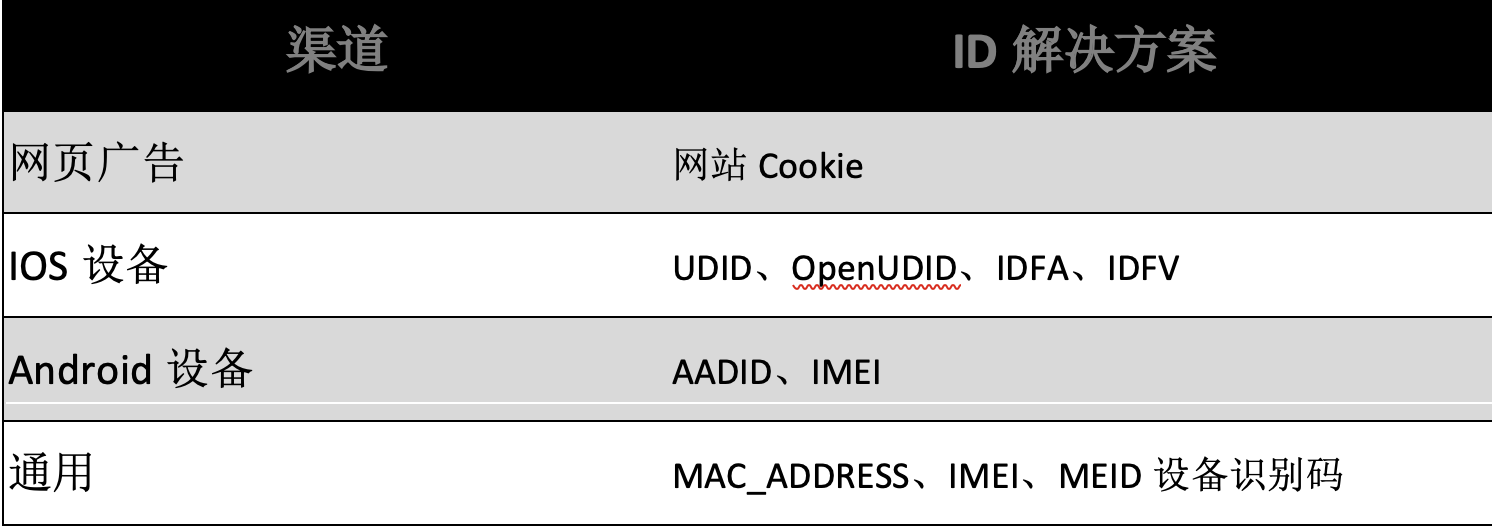 渠道 ID 解决方案
网页广告 网站 Cookie
IOS 设备 UDID、OpenUDID、IDFA、IDFV
Android 设备 AADID、IMEI
通用 MAC_ADDRESS、IMEI、MEID 设备识别码